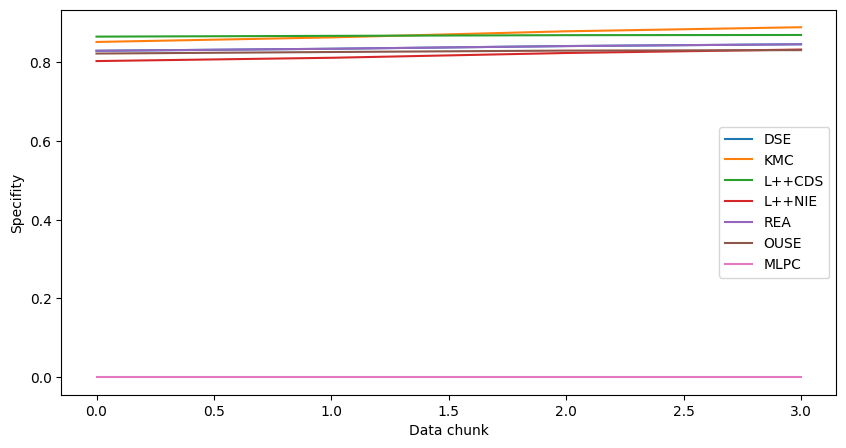 Specifity
0.8
0.6
0.4
0.2
0.0
DSE
KMC
L++CDS
L++NIE
REA
OUSE
MLPC
0.0 0.5 1.0 1.5 2.0 2.5 3.0
Data chunk